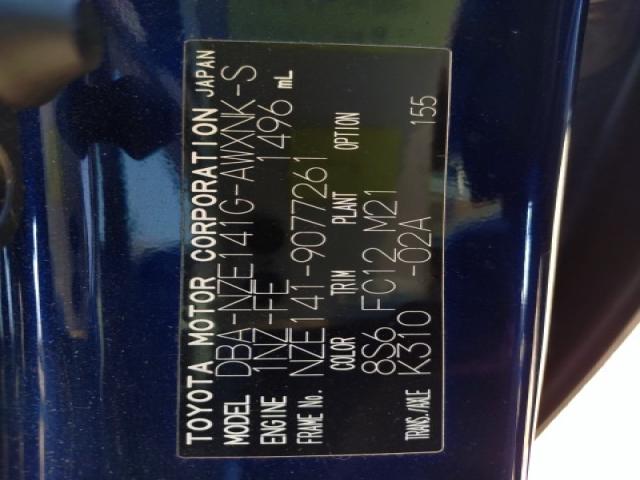 TOYOTA MOTOR CORPORATION JAPAN
MODEL DBA-NZE141G-AWXNK-S
ENGINE 1NZ-FE 1496 mL
FRAME No. NZE141-9077261
COLOR TRIM PLANT OPTION
8S6 FC12 M21
TRANS./AXLE K310 -02A 155